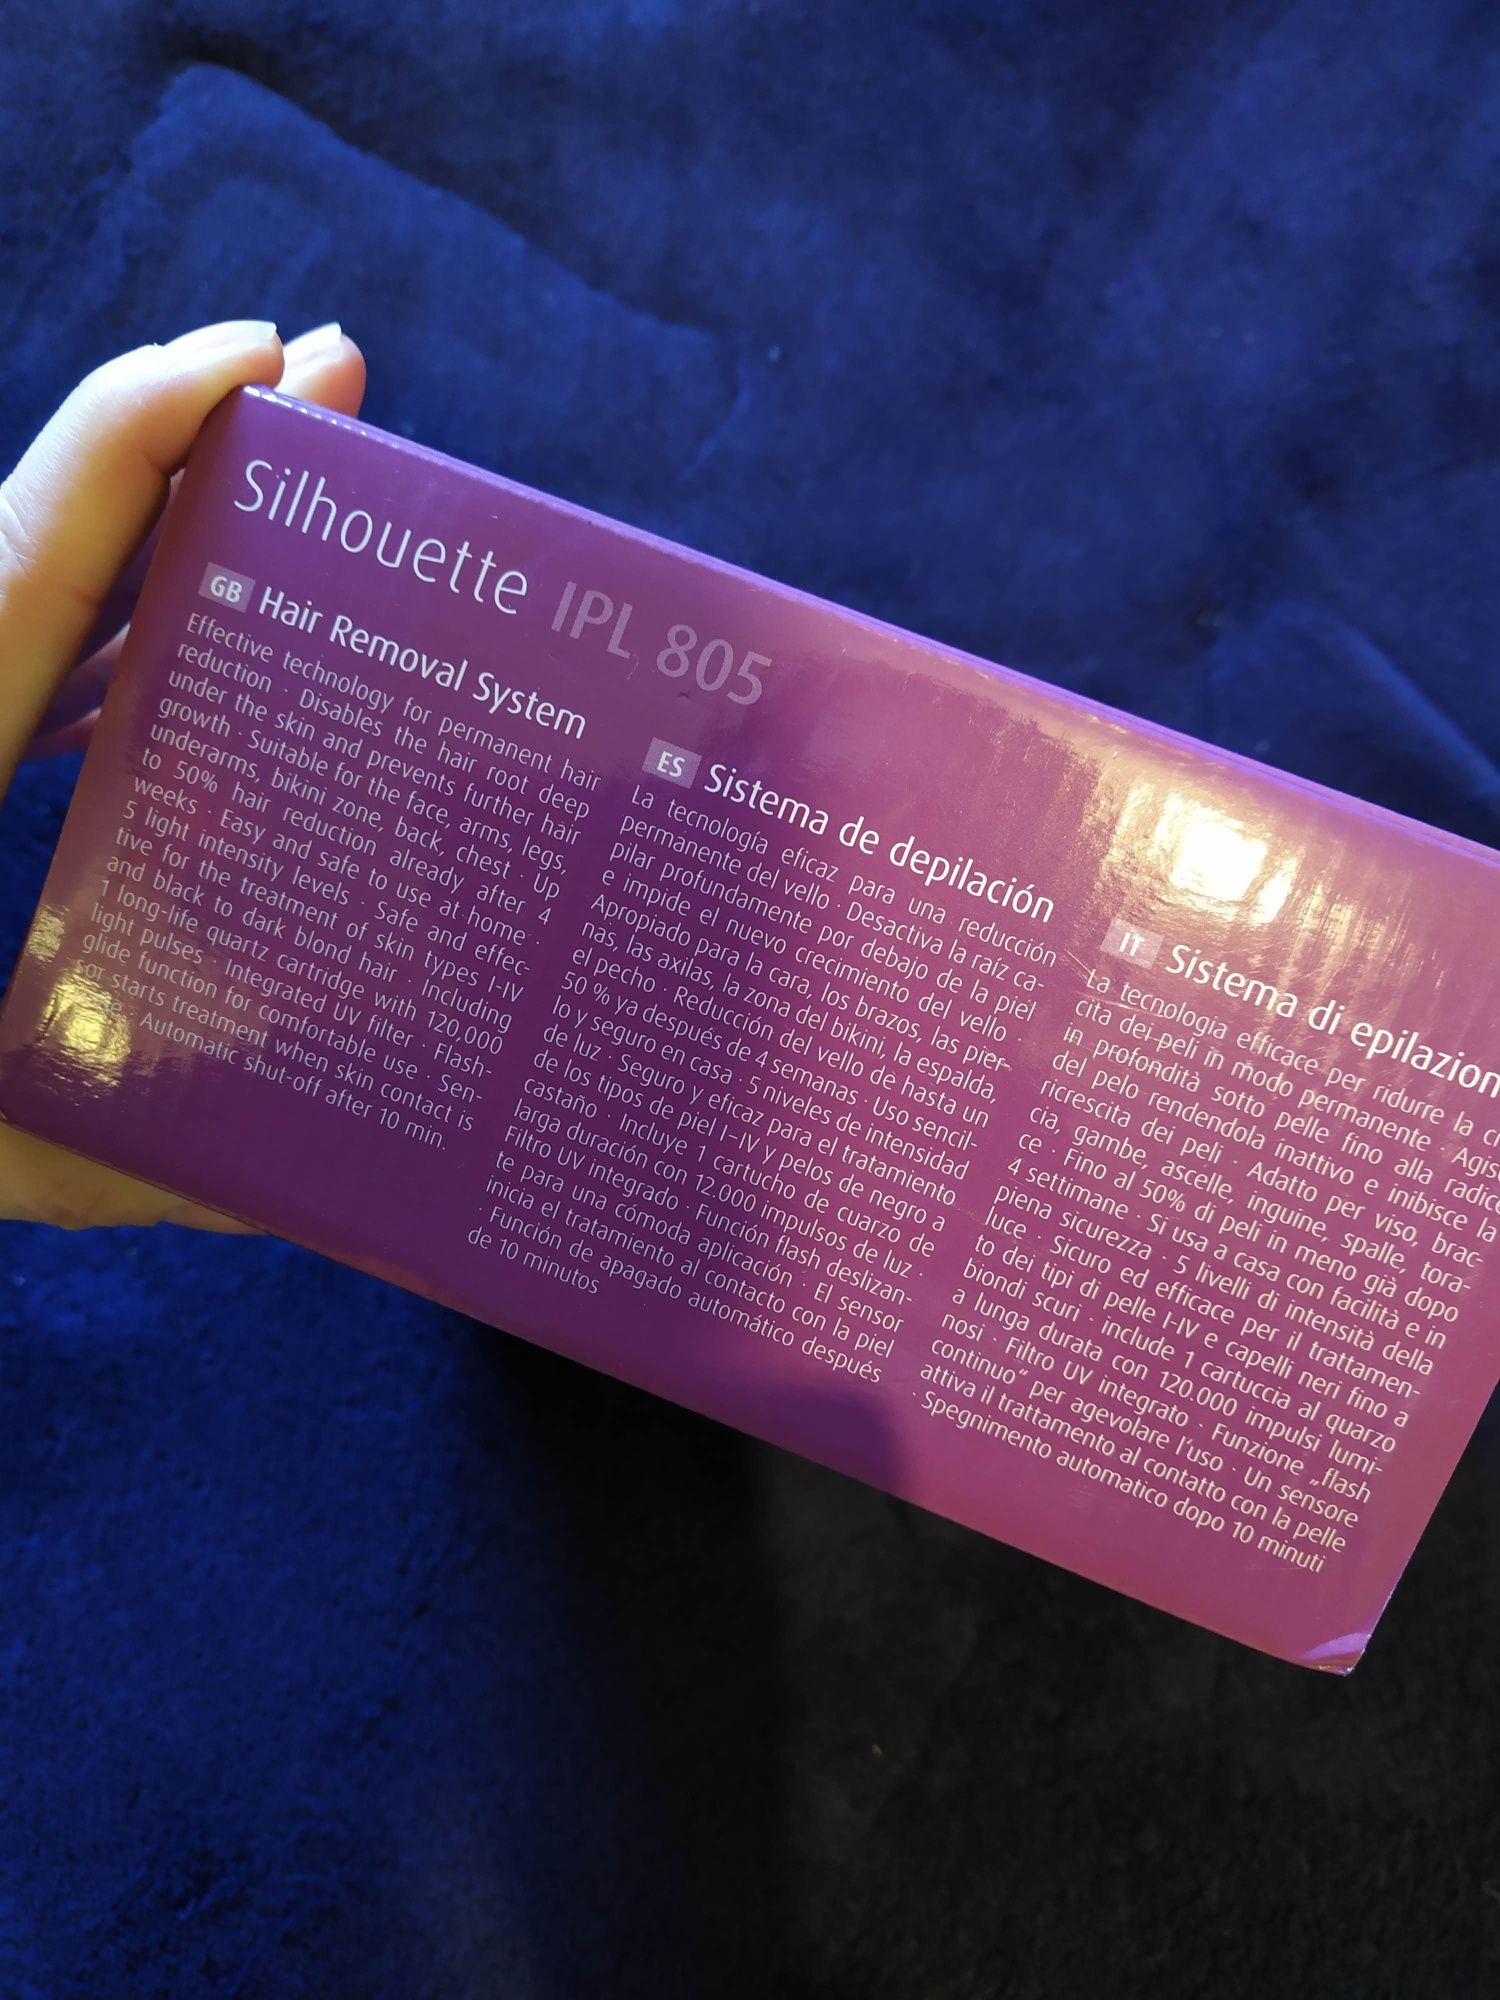 Silhouette IPL 805
GB Hair Removal System
Effective technology for permanent hair
reduction · Disables the hair root deep
under the skin and prevents further hair
growth · Suitable for the face, arms, legs,
underarms, bikini zone, back, chest · Up
to 50% hair reduction already after 4
weeks · Easy and safe to use at home ·
5 light intensity levels · Safe and effec-
tive for the treatment of skin types I-IV
and black to dark blond hair · Including
1 long-life quartz cartridge with 120,000
light pulses · Integrated UV filter · Flash-
glide function for comfortable use · Sen-
sor starts treatment when skin contact is
· Automatic shut-off after 10 min.
ES Sistema de depilación
La tecnología eficaz para una reducción
permanente del vello · Desactiva la raíz ca-
pilar profundamente por debajo de la piel
e impide el nuevo crecimiento del vello ·
Apropiado para la cara, los brazos, las pier-
nas, las axilas, la zona del bikini, la espalda,
el pecho · Reducción del vello de hasta un
50 % ya después de 4 semanas · Uso sencil-
lo y seguro en casa · 5 niveles de intensidad
de luz · Seguro y eficaz para el tratamiento
de los tipos de piel I-IV y pelos de negro a
castaño · Incluye 1 cartucho de cuarzo de
larga duración con 12.000 impulsos de luz ·
Filtro UV integrado · Función flash deslizan-
te para una cómoda aplicación · El sensor
inicia el tratamiento al contacto con la piel
· Función de apagado automático después
de 10 minutos
IT Sistema di epilazion
La tecnologia efficace per ridurre la
cita dei peli in modo permanente · Agis
in profondità sotto pelle fino alla radice
del pelo rendendola inattivo e inibisce la
ricrescita dei peli · Adatto per viso, brac-
cia, gambe, ascelle, inguine, spalle, tora-
ce · Fino al 50% di peli in meno già dopo
4 settimane · Si usa a casa con facilità e in
piena sicurezza · 5 livelli di intensità della
luce · Sicuro ed efficace per il trattamen-
to dei tipi di pelle I-IV e capelli neri fino a
biondi scuri · include 1 cartuccia al quarzo
a lunga durata con 120.000 impulsi lumi-
nosi · Filtro UV integrato · Funzione „flash
continuo“ per agevolare l'uso · Un sensore
attiva il trattamento al contatto con la pelle
· Spegnimento automatico dopo 10 minuti